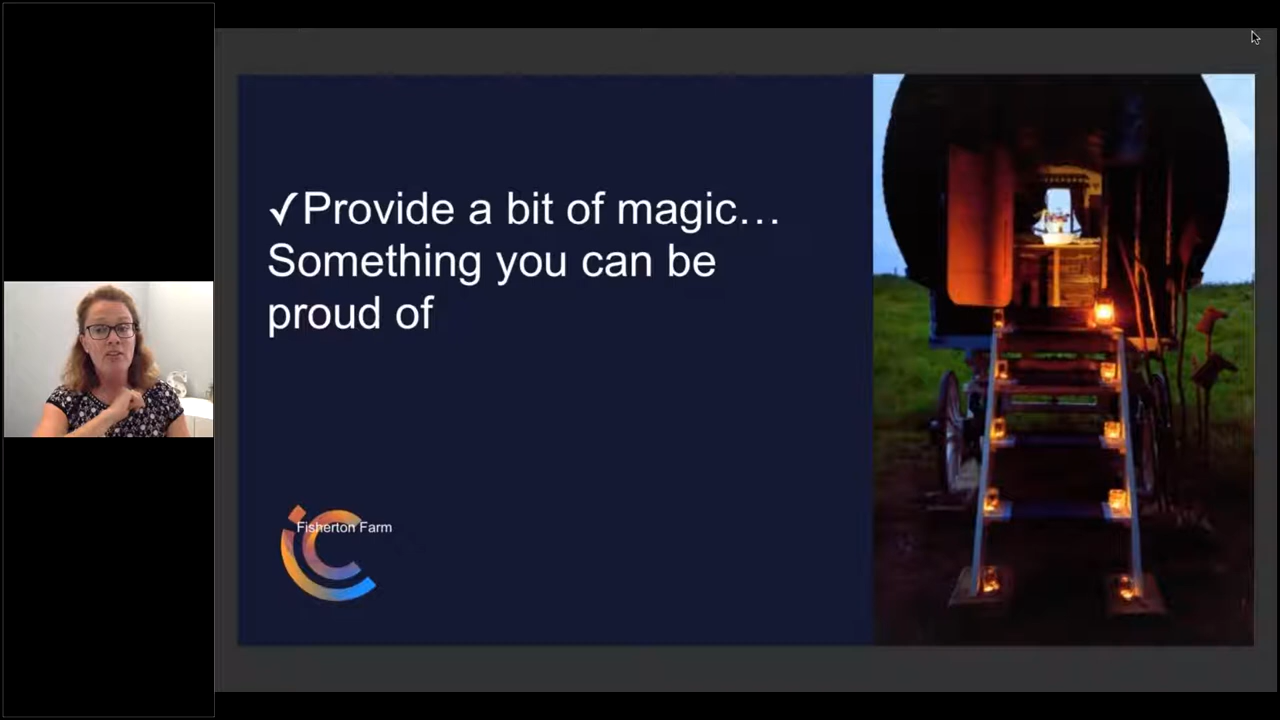 ✓Provide a bit of magic…
Something you can be
proud of
Fisherton Farm